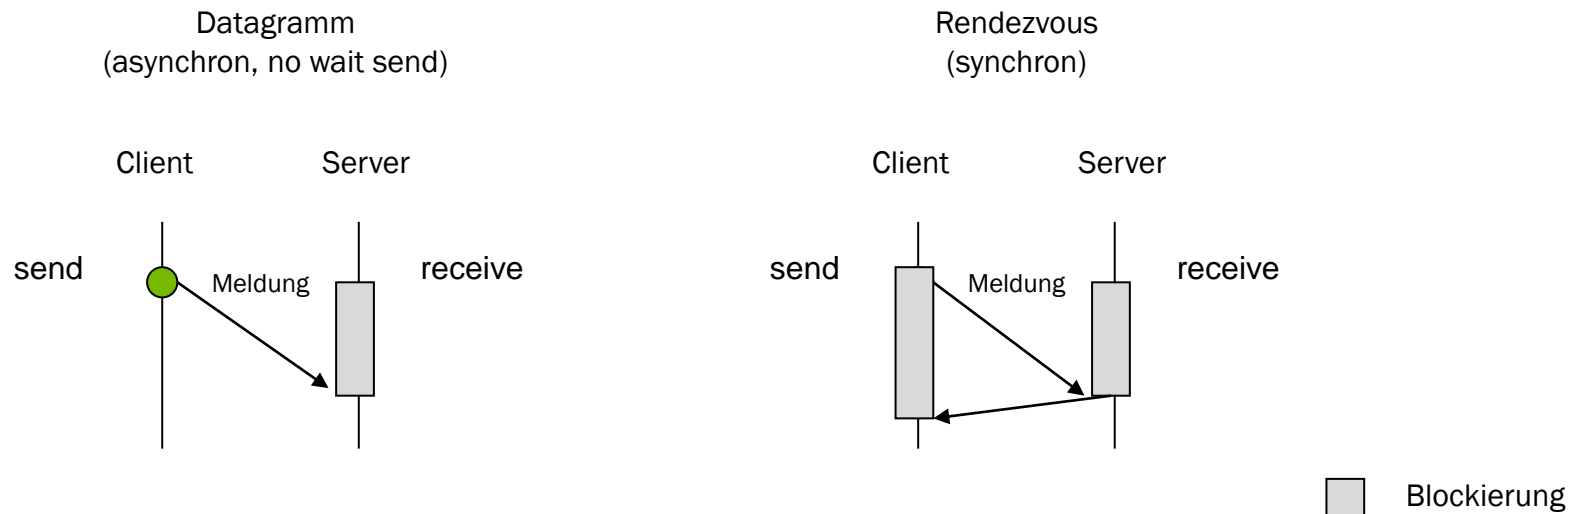 Datagramm
(asynchron, no wait send)
Client Server
send Meldung receive
Rendezvous
(synchron)
Client Server
send Meldung receive
Blockierung